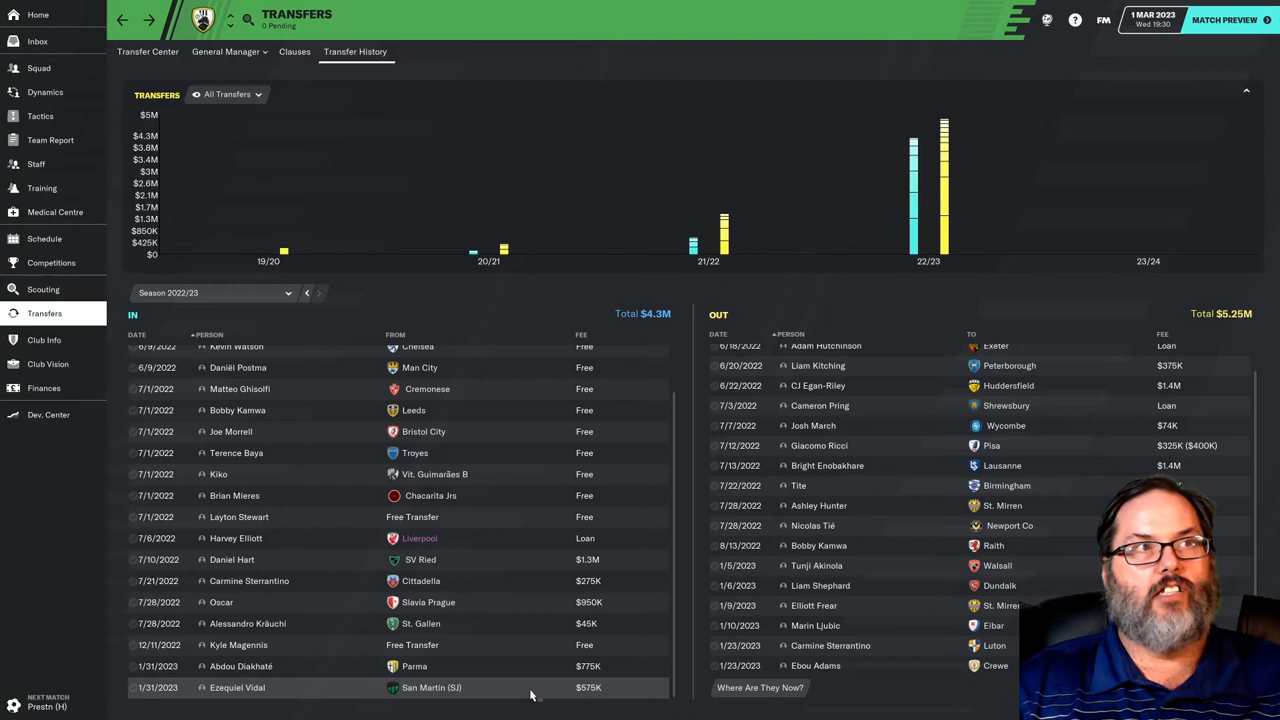 Home
TRANSFERS
0 Pending
FM
1 MAR 2023
Wed 19:30
MATCH PREVIEW
Inbox
Squad
Dynamics
Tactics
Team Report
Staff
Training
Medical Centre
Schedule
Competitions
Scouting
Transfers
Club Info
Club Vision
Finances
Dev. Center
NEXT MATCH
Prestn (H)
Transfer Center
General Manager
Clauses
Transfer History
TRANSFERS
All Transfers
$5M
$4.3M
$3.8M
$3.4M
$3M
$2.6M
$2.1M
$1.7M
$1.3M
$850K
$425K
$0
19/20 20/21 21/22 22/23 23/24
Season 2022/23
IN Total $4.3M
DATE PERSON FROM FEE
6/9/2022 Kevin Watson Chelsea Free
6/9/2022 Daniël Postma Man City Free
7/1/2022 Matteo Ghisolfi Cremonese Free
7/1/2022 Bobby Kamwa Leeds Free
7/1/2022 Joe Morrell Bristol City Free
7/1/2022 Terence Baya Troyes Free
7/1/2022 Kiko Vit. Guimarães B Free
7/1/2022 Brian Mieres Chacarita Jrs Free
7/1/2022 Layton Stewart Free Transfer Free
7/6/2022 Harvey Elliott Liverpool Loan
7/10/2022 Daniel Hart SV Ried $1.3M
7/21/2022 Carmine Sterrantino Cittadella $275K
7/28/2022 Oscar Slavia Prague $950K
7/28/2022 Alessandro Kräuchi St. Gallen $45K
12/11/2022 Kyle Magennis Free Transfer Free
1/31/2023 Abdou Diakhaté Parma $775K
1/31/2023 Ezequiel Vidal San Martín (SJ) $575K
OUT Total $5.25M
DATE PERSON TO FEE
6/18/2022 Adam Hutchinson Exeter Loan
6/20/2022 Liam Kitching Peterborough $375K
6/22/2022 CJ Egan-Riley Huddersfield $1.4M
7/3/2022 Cameron Pring Shrewsbury Loan
7/7/2022 Josh March Wycombe $74K
7/12/2022 Giacomo Ricci Pisa $325K ($400K)
7/13/2022 Bright Enobakhare Lausanne $1.4M
7/22/2022 Tite Birmingham
7/28/2022 Ashley Hunter St. Mirren
7/28/2022 Nicolas Tié Newport Co
8/13/2022 Bobby Kamwa Raith
1/5/2023 Tunji Akinola Walsall
1/6/2023 Liam Shephard Dundalk
1/9/2023 Elliott Frear St. Mirren
1/10/2023 Marin Ljubic Eibar
1/23/2023 Carmine Sterrantino Luton
1/23/2023 Ebou Adams Crewe
Where Are They Now?